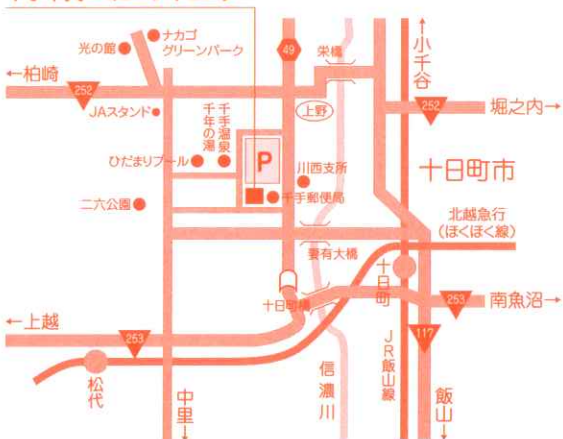 ナカゴ
グリーンパーク
光の館
49
栄橋
↑小千谷
←柏崎
252
JAスタンド
千手温泉
千年の湯
上野
252
堀之内→
P
ひだまりプール
川西支所
十日町市
千手郵便局
二六公園
北越急行
(ほくほく線)
妻有大橋
十日町
十日町橋
253
南魚沼→
←上越
253
117
松代
中里→
信濃川
JR飯山線
飯山→